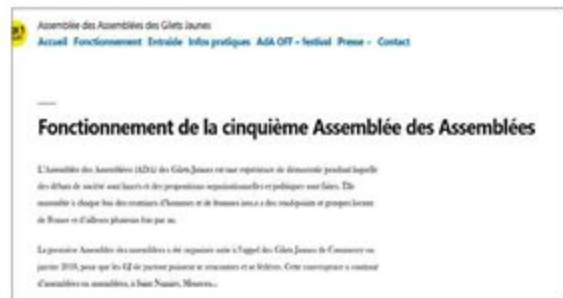 Assemblée des Assemblées des Gilets Jaunes
Accueil Fonctionnement Entraide Infos pratiques AdA OFF – festival Presse – Contact
Fonctionnement de la cinquième Assemblée des Assemblées
L'Assemblée des Assemblées (ADA) des Gilets Jaunes est une expérience de démocratie pendant laquelle
des débats de société sont lancés et des propositions organisationnelles et politiques sont faites. Elle
rassemble à chaque fois des centaines d'hommes et de femmes des ronds-points et groupes locaux
de France et d'ailleurs plusieurs fois par an.
La première Assemblée des assemblées a été organisée suite à l'appel des Gilets Jaunes de Commercy en
janvier 2019, pour que les GJ de partout puissent se rencontrer et se fédérer. Cette convergence a continué
d'assemblées en assemblées, à Saint Nazaire, Montceau...